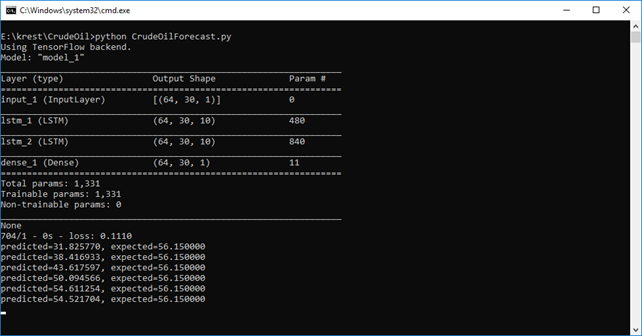 C:\Windows\system32\cmd.exe
E:\krest\CrudeOil>python CrudeOilForecast.py
Using TensorFlow backend.
Model: "model_1"
Layer (type) Output Shape Param #
input_1 (InputLayer) [(64, 30, 1)] 0
lstm_1 (LSTM) (64, 30, 10) 480
lstm_2 (LSTM) (64, 30, 10) 840
dense_1 (Dense) (64, 30, 1) 11
Total params: 1,331
Trainable params: 1,331
Non-trainable params: 0
None
704/1 - 0s - loss: 0.1110
predicted=31.825770, expected=56.150000
predicted=38.416933, expected=56.150000
predicted=43.617597, expected=56.150000
predicted=50.094566, expected=56.150000
predicted=54.611254, expected=56.150000
predicted=54.521704, expected=56.150000